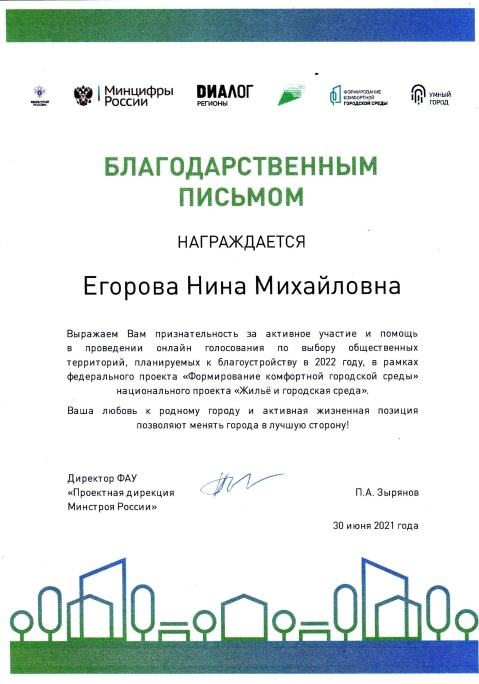 МИНСТРОЙ
РОССИИ
Минцифры
России
ДИАЛОГ
РЕГИОНЫ
ФОРМИРОВАНИЕ
КОМФОРТНОЙ
ГОРОДСКОЙ СРЕДЫ
УМНЫЙ
ГОРОД
БЛАГОДАРСТВЕННЫМ
ПИСЬМОМ
НАГРАЖДАЕТСЯ
Егорова Нина Михайловна
Выражаем Вам признательность за активное участие и помощь
в проведении онлайн голосования по выбору общественных
территорий, планируемых к благоустройству в 2022 году, в рамках
федерального проекта «Формирование комфортной городской среды»
национального проекта «Жильё и городская среда».
Ваша любовь к родному городу и активная жизненная позиция
позволяют менять города в лучшую сторону!
Директор ФАУ
«Проектная дирекция
Минстроя России»
П.А. Зырянов
30 июня 2021 года